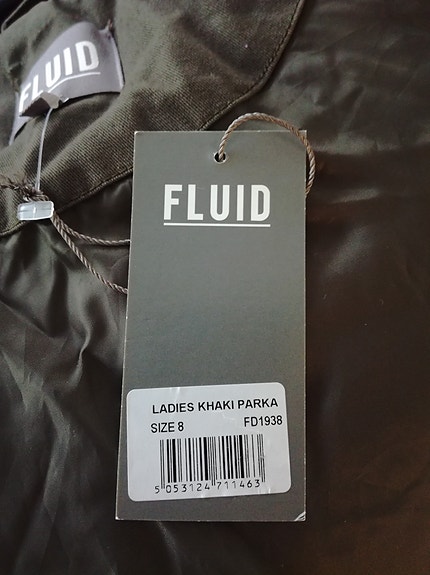 FLUID
FLUID
LADIES KHAKI PARKA
SIZE 8 FD1938
5 053124 711463